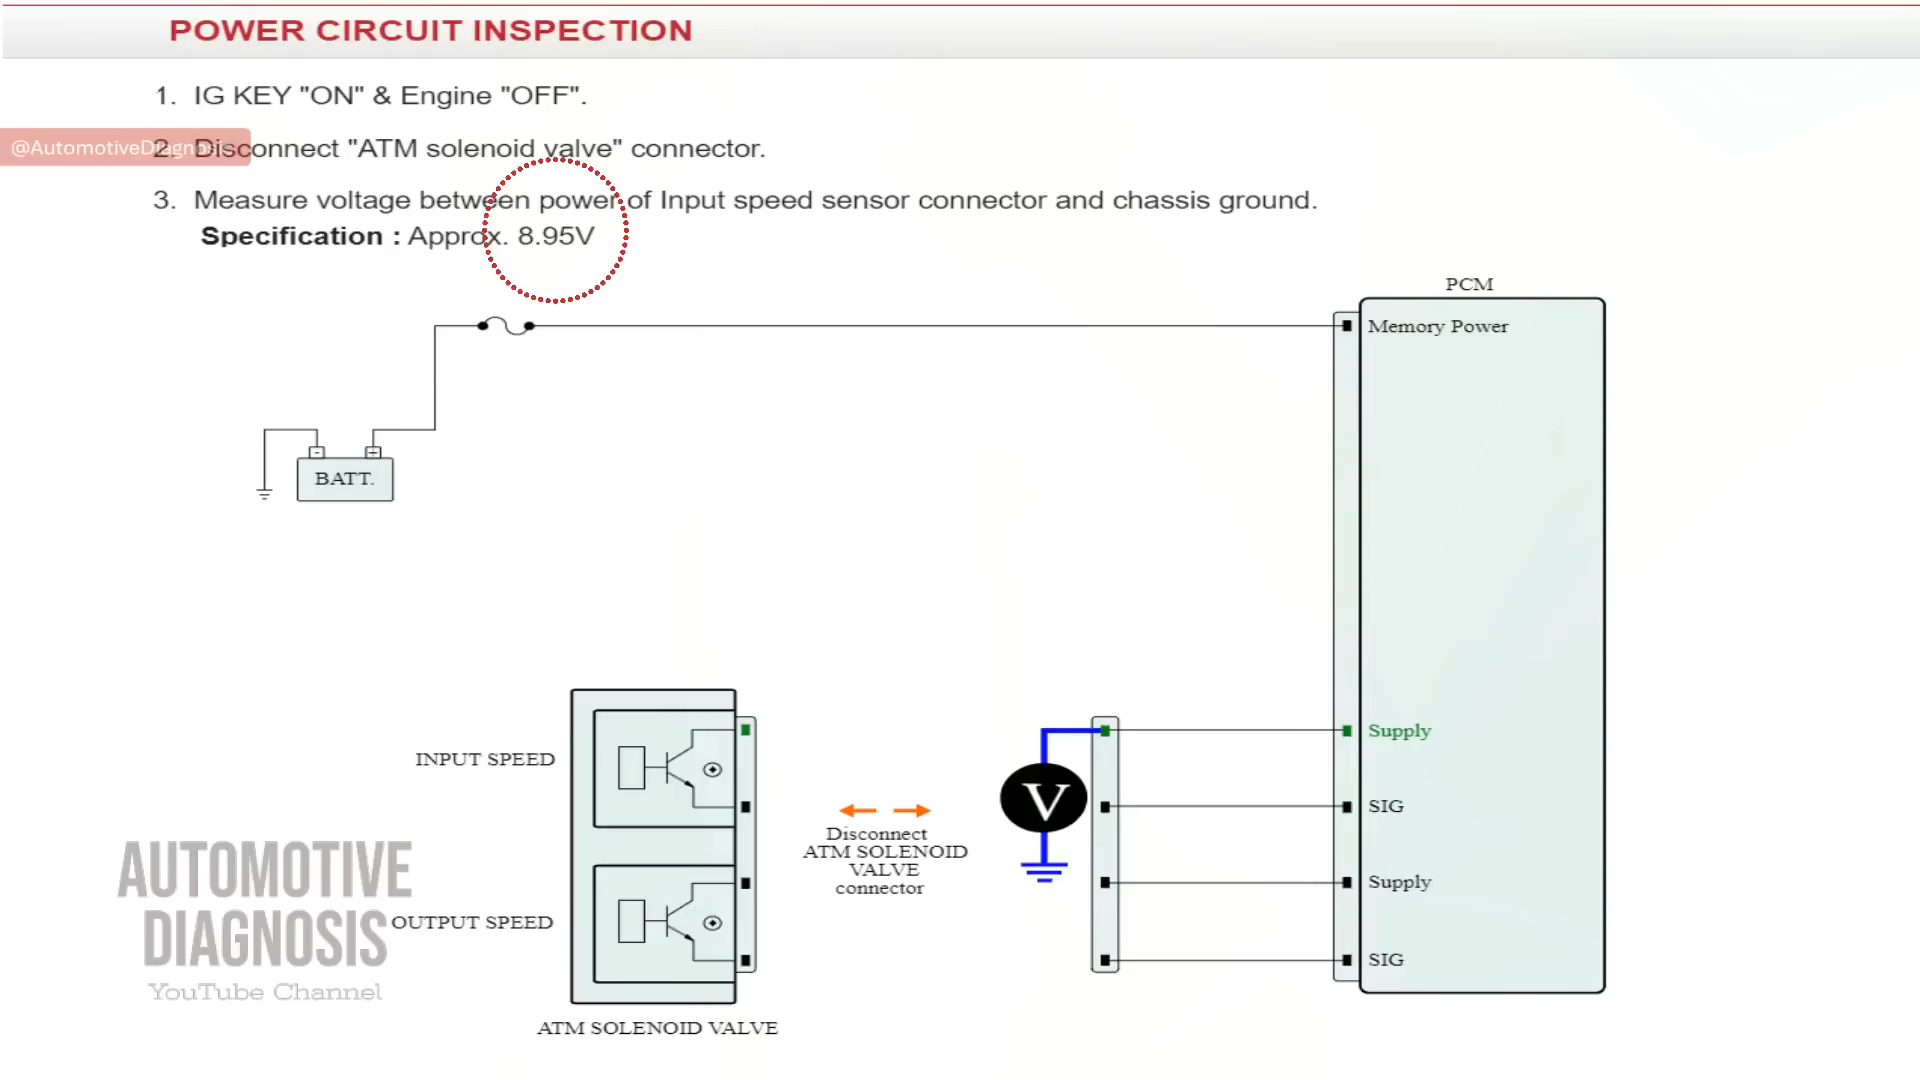 POWER CIRCUIT INSPECTION
1. IG KEY "ON" & Engine "OFF".
@AutomotiveDiagnosis
2. Disconnect "ATM solenoid valve" connector.
3. Measure voltage between power of Input speed sensor connector and chassis ground.
Specification : Approx. 8.95V
PCM
Memory Power
- +
BATT.
Supply
INPUT SPEED
V
SIG
Disconnect
ATM SOLENOID
VALVE
connector
Supply
AUTOMOTIVE
DIAGNOSIS
YouTube Channel
OUTPUT SPEED
SIG
ATM SOLENOID VALVE